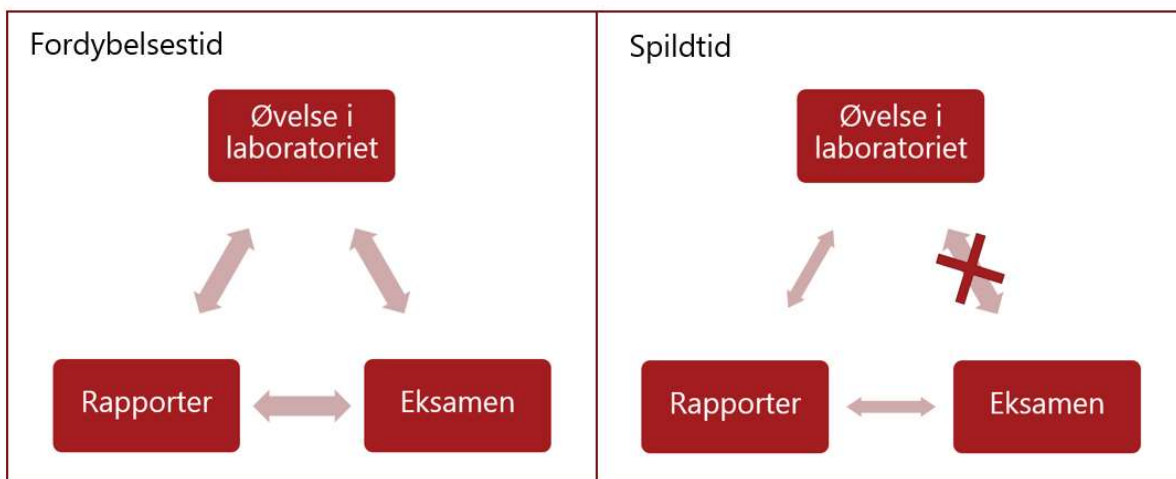 Fordybelsestid
Øvelse i
laboratoriet
Rapporter
Eksamen
Spildtid
Øvelse i
laboratoriet
Rapporter
Eksamen